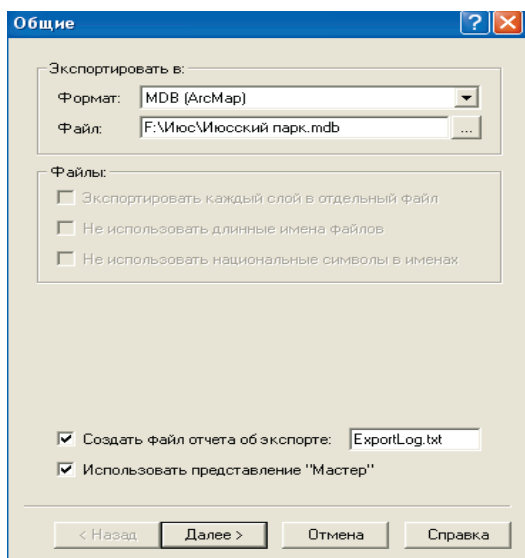 Общие
Экспортировать в:
Формат: MDB (ArcMap)
Файл: F:\Июс\Июсский парк.mdb ...
Файлы:
Экспортировать каждый слой в отдельный файл
Не использовать длинные имена файлов
Не использовать национальные символы в именах
Создать файл отчета об экспорте: ExportLog.txt
Использовать представление "Мастер"
< Назад Далее > Отмена Справка